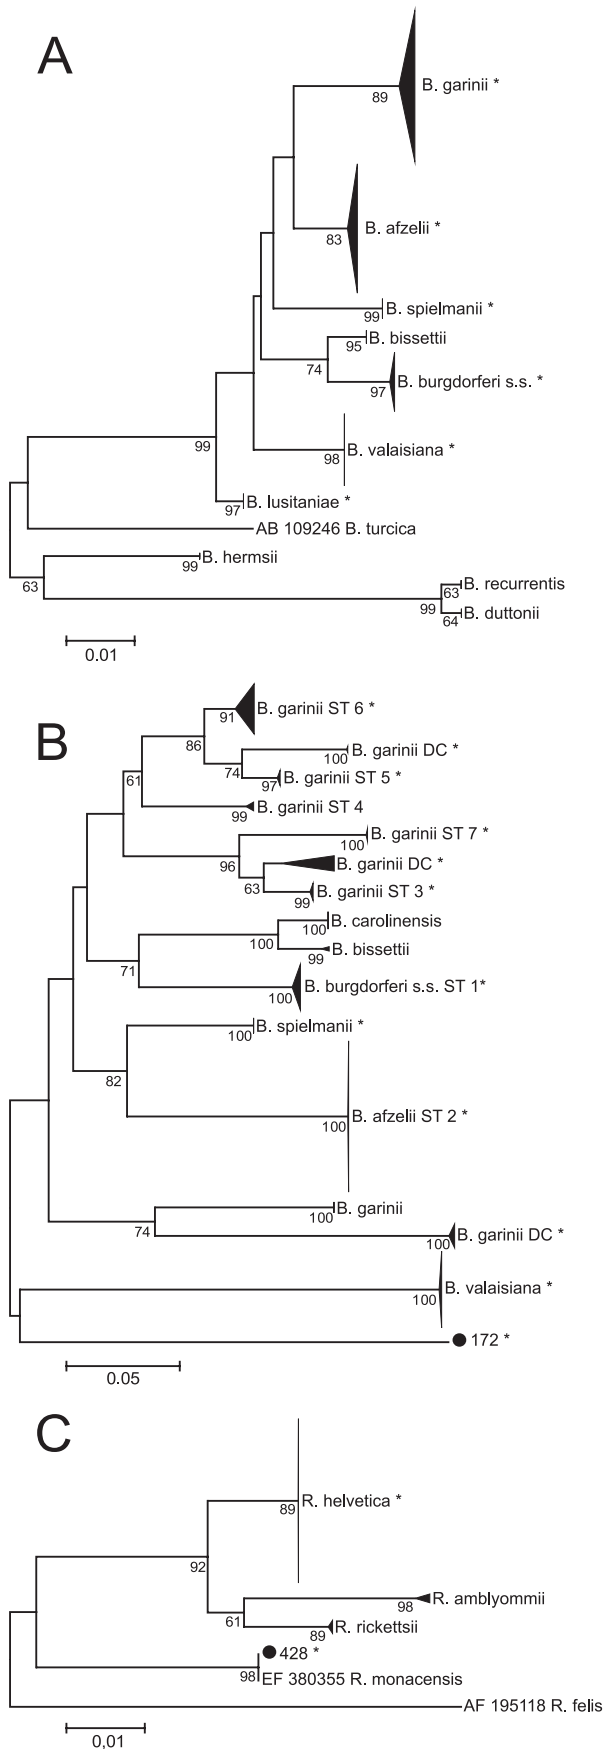 A
B. garinii *
89
B. afzelii *
83
B. spielmanii *
99
B. bissettii
95
74
B. burgdorferi s.s. *
97
B. valaisiana *
98
99
B. lusitaniae *
97
AB 109246 B. turcica
B. hermsii
99
63
B. recurrentis
63
99
B. duttonii
64
0.01
B
B. garinii ST 6 *
91
86
B. garinii DC *
100
74
B. garinii ST 5 *
97
61
B. garinii ST 4
99
B. garinii ST 7 *
100
96
B. garinii DC *
63
B. garinii ST 3 *
99
B. carolinensis
100
100
B. bissettii
99
71
B. burgdorferi s.s. ST 1*
100
B. spielmanii *
100
82
B. afzelii ST 2 *
100
B. garinii
100
74
B. garinii DC *
100
B. valaisiana *
100
172 *
0.05
C
R. helvetica *
89
92
R. amblyommii
98
61
R. rickettsii
89
428 *
98
EF 380355 R. monacensis
AF 195118 R. felis
0,01